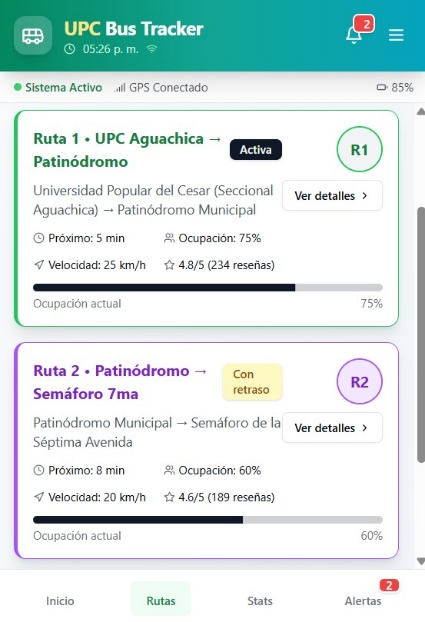 UPC Bus Tracker
05:26 p. m.
2
Sistema Activo GPS Conectado 85%
Ruta 1 • UPC Aguachica →
Patinódromo
Activa
R1
Universidad Popular del Cesar (Seccional
Aguachica) → Patinódromo Municipal
Ver detalles >
Próximo: 5 min Ocupación: 75%
Velocidad: 25 km/h 4.8/5 (234 reseñas)
Ocupación actual 75%
Ruta 2 • Patinódromo →
Semáforo 7ma
Con
retraso
R2
Patinódromo Municipal → Semáforo de la
Séptima Avenida
Ver detalles >
Próximo: 8 min Ocupación: 60%
Velocidad: 20 km/h 4.6/5 (189 reseñas)
Ocupación actual 60%
Inicio Rutas Stats Alertas
2